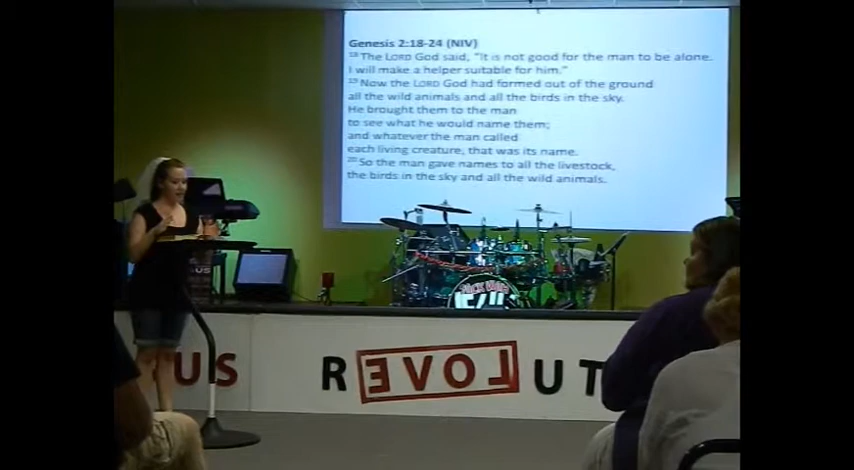 Genesis 2:18-24 (NIV)
18 The LORD God said, "It is not good for the man to be alone.
I will make a helper suitable for him."
19 Now the LORD God had formed out of the ground
all the wild animals and all the birds in the sky.
He brought them to the man
to see what he would name them;
and whatever the man called
each living creature, that was its name.
20 So the man gave names to all the livestock,
the birds in the sky and all the wild animals.
US
REVOLUT